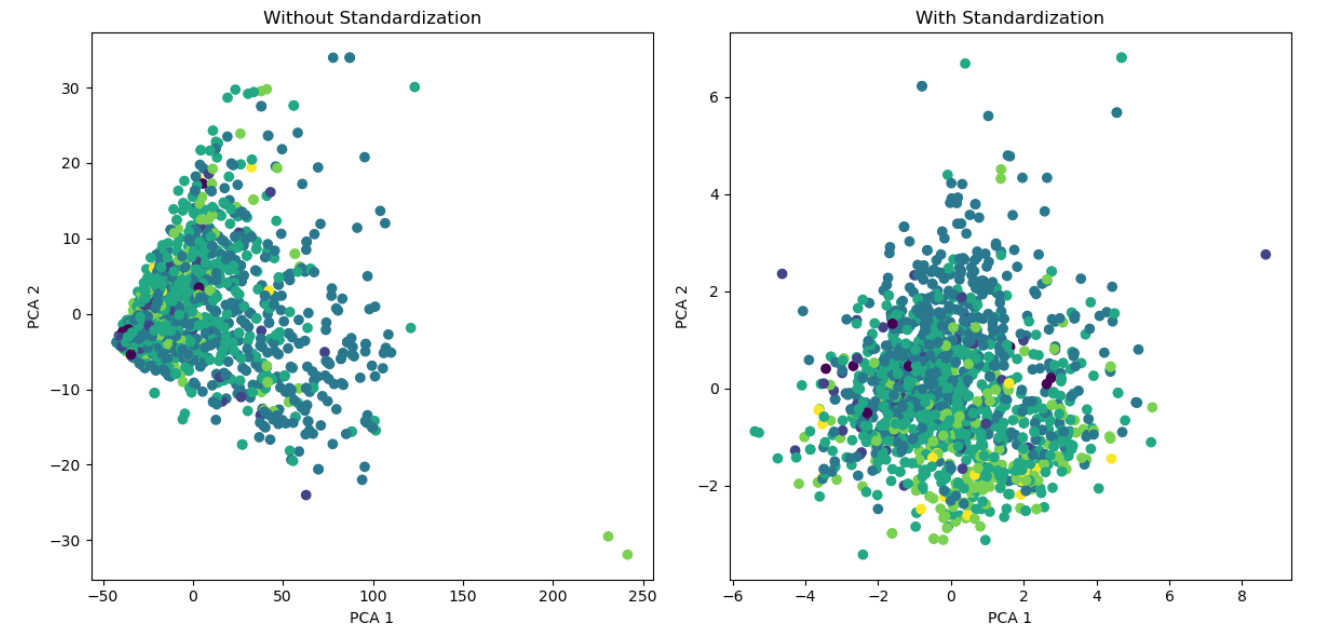 Without Standardization
30
20
10
0
−10
−20
−30
PCA 2
−50 0 50 100 150 200 250
PCA 1
With Standardization
6
4
2
0
−2
PCA 2
−6 −4 −2 0 2 4 6 8
PCA 1